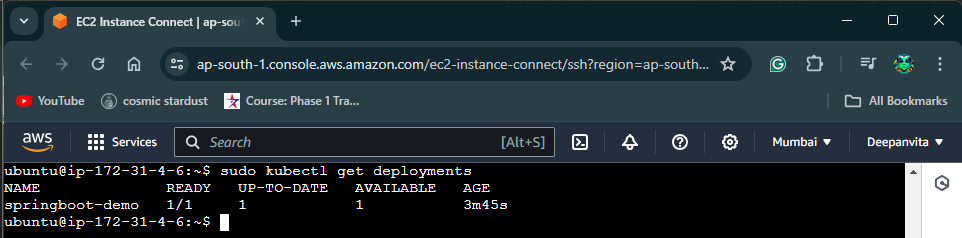 EC2 Instance Connect | ap-sout
ap-south-1.console.aws.amazon.com/ec2-instance-connect/ssh?region=ap-south...
YouTube cosmic stardust Course: Phase 1 Tra... All Bookmarks
aws Services Search [Alt+S] Mumbai Deepanvita
ubuntu@ip-172-31-4-6:~$ sudo kubectl get deployments
NAME READY UP-TO-DATE AVAILABLE AGE
springboot-demo 1/1 1 1 3m45s
ubuntu@ip-172-31-4-6:~$